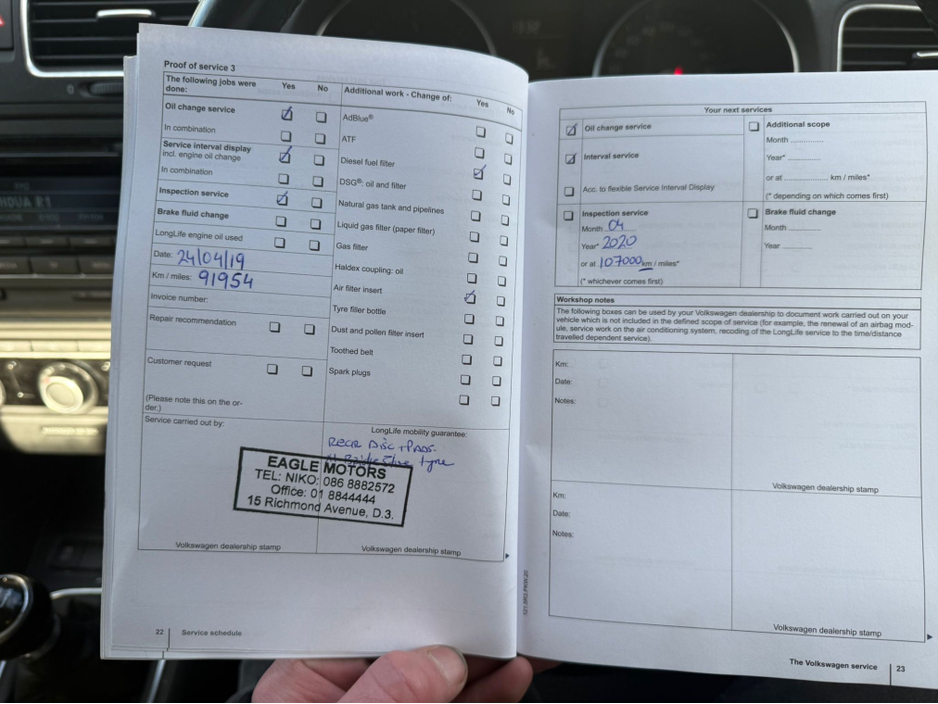 Proof of service 3
The following jobs were done:
Yes
No
Oil change service
In combination
Service interval display
incl. engine oil change
In combination
Inspection service
Brake fluid change
LongLife engine oil used
Date: 24/04/19
Km / miles: 91954
Invoice number:
Repair recommendation
Customer request
(Please note this on the or-
der.)
Additional work - Change of:
Yes
No
AdBlue®
ATF
Diesel fuel filter
DSG®: oil and filter
Natural gas tank and pipelines
Liquid gas filter (paper filter)
Gas filter
Haldex coupling: oil
Air filter insert
Tyre filler bottle
Dust and pollen filter insert
Toothed belt
Spark plugs
Service carried out by:
LongLife mobility guarantee:
Rear Disc + Pads.
tyre
EAGLE MOTORS
TEL: NIKO: 086 8882572
Office: 01 8844444
15 Richmond Avenue, D.3.
Volkswagen dealership stamp
Volkswagen dealership stamp
22
Service schedule
Your next services
Oil change service
Interval service
Acc. to flexible Service Interval Display
Inspection service
Month 04
Year* 2020
or at 107000 km / miles*
(* whichever comes first)
Additional scope
Month ............
Year* ............
or at ............... km / miles*
(* depending on which comes first)
Brake fluid change
Month ............
Year ............
Workshop notes
The following boxes can be used by your Volkswagen dealership to document work carried out on your
vehicle which is not included in the defined scope of service (for example, the renewal of an airbag mod-
ule, service work on the air conditioning system, recoding of the LongLife service to the time/distance
travelled dependent service).
Km:
Date:
Notes:
Volkswagen dealership stamp
Km:
Date:
Notes:
Volkswagen dealership stamp
The Volkswagen service
23